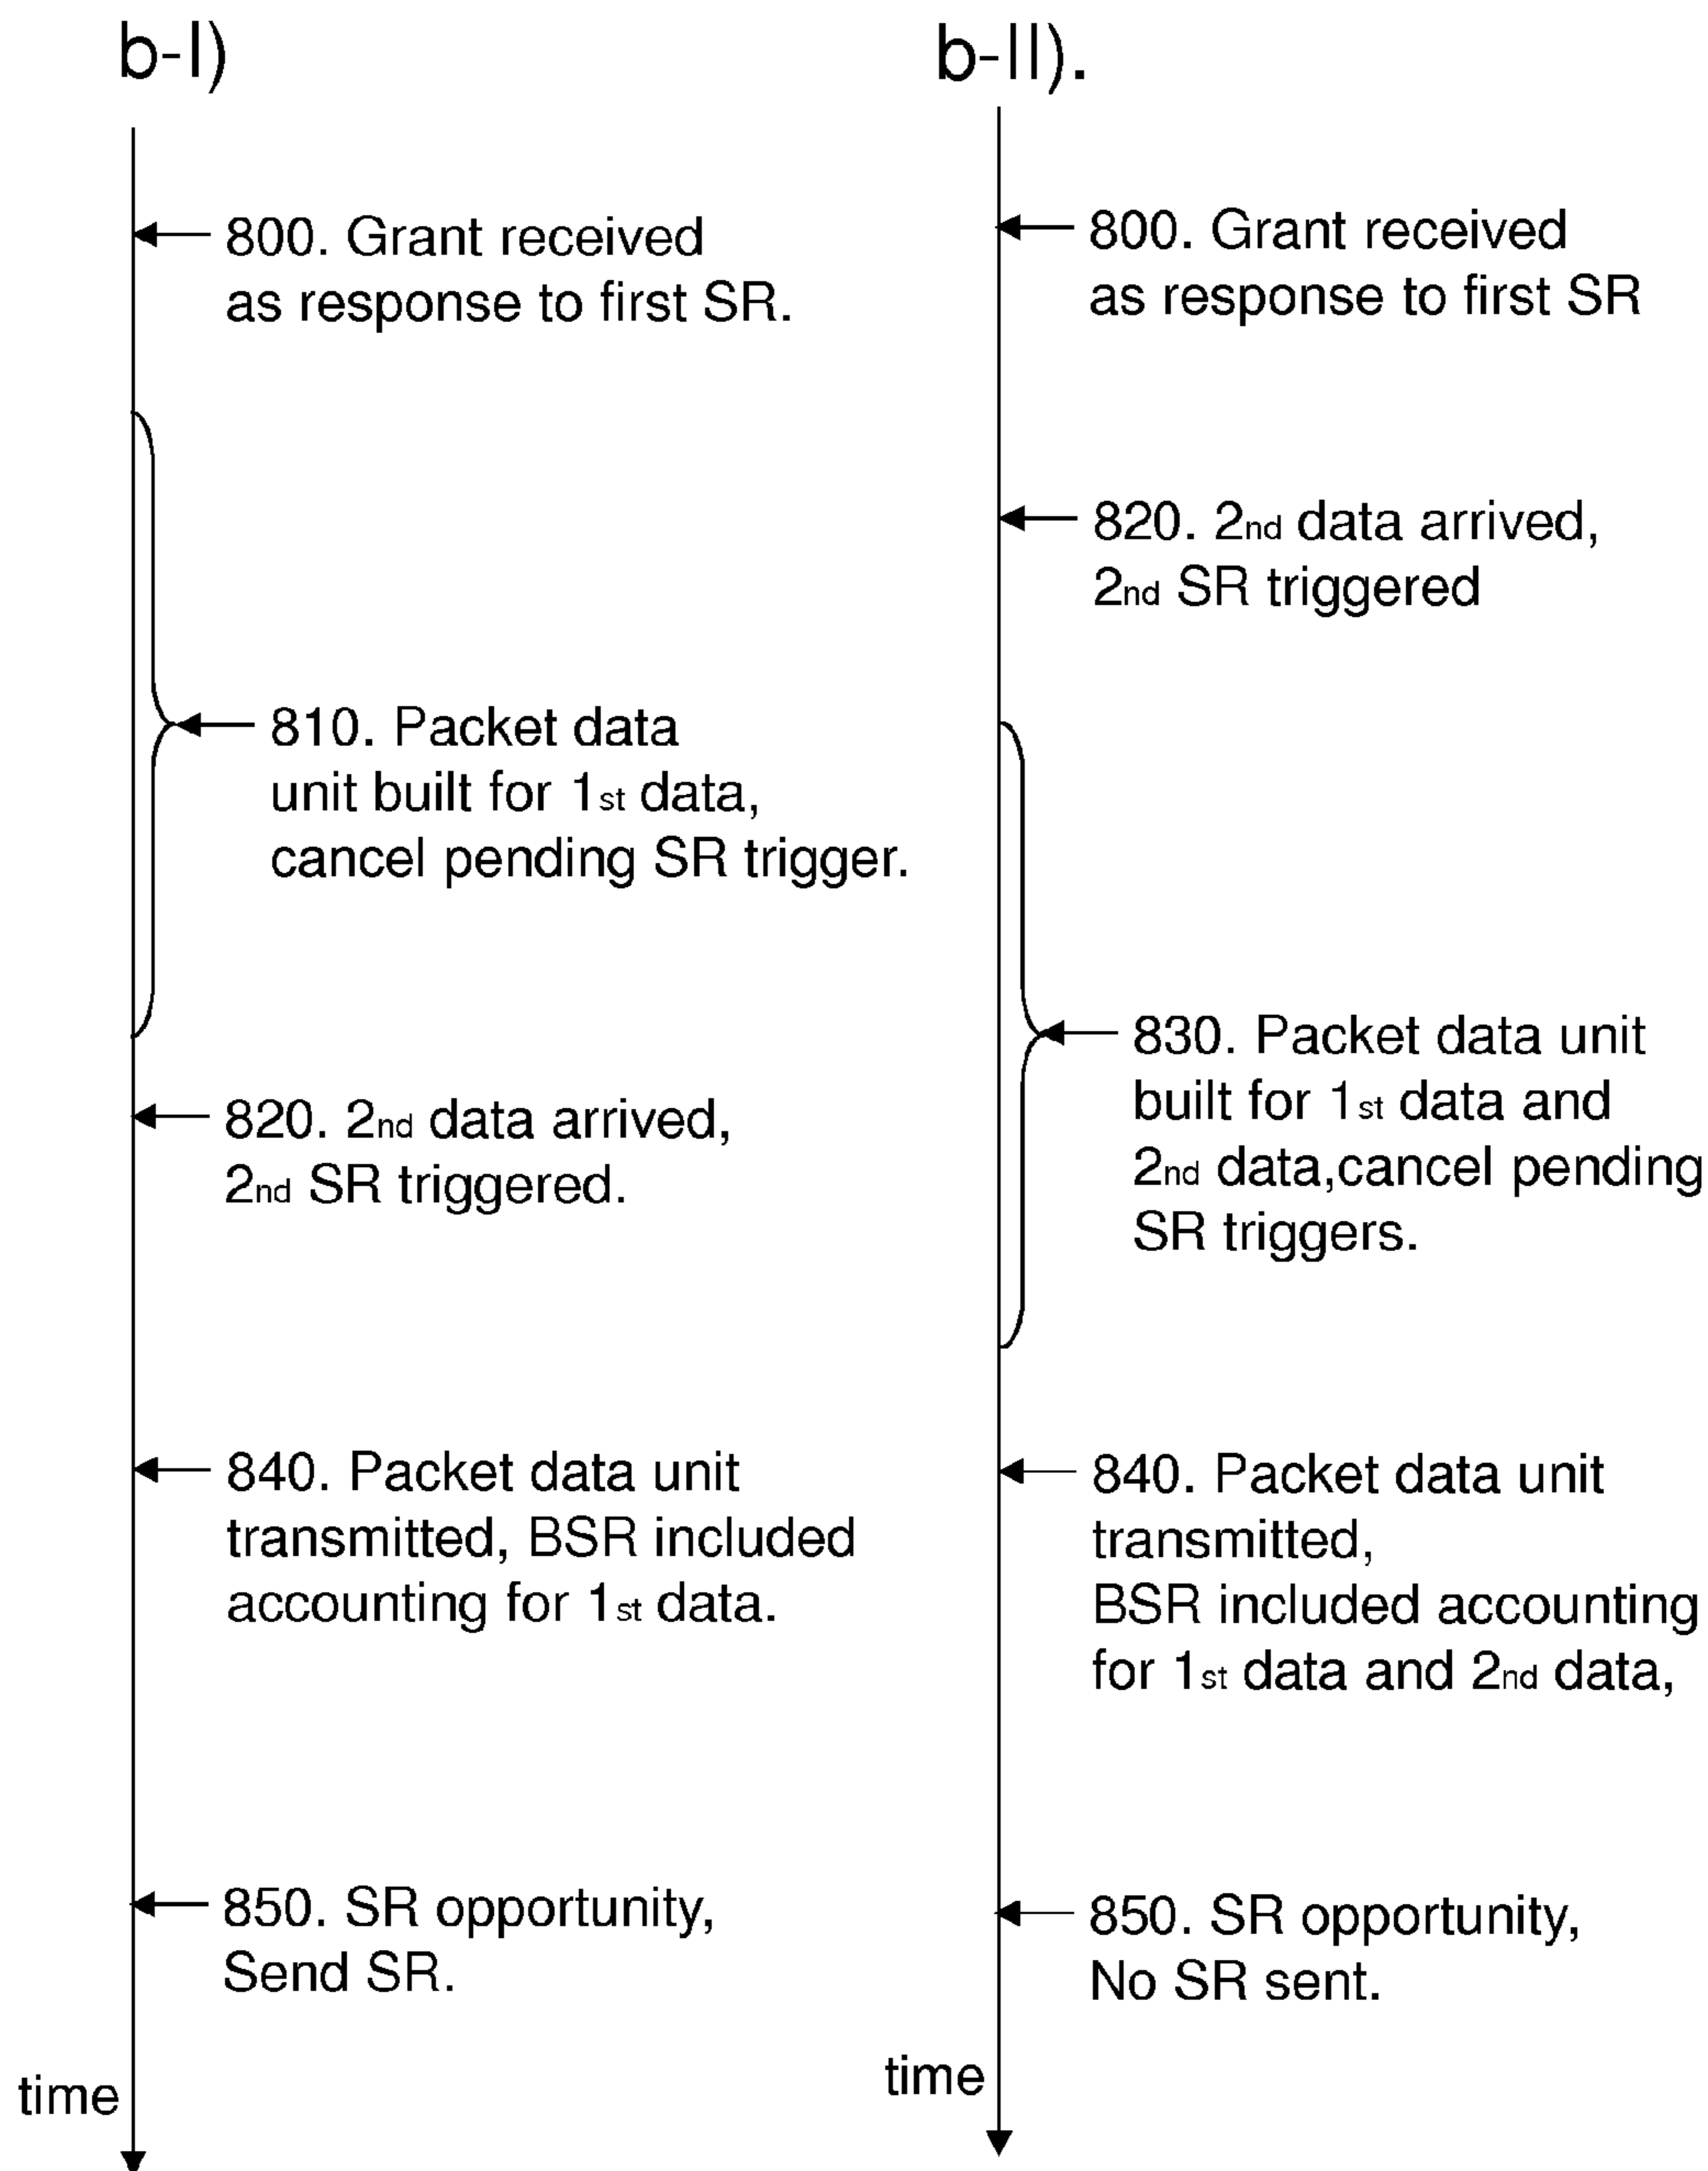 b-I)
800. Grant received
as response to first SR.
810. Packet data
unit built for 1st data,
cancel pending SR trigger.
820. 2nd data arrived,
2nd SR triggered.
840. Packet data unit
transmitted, BSR included
accounting for 1st data.
850. SR opportunity,
Send SR.
time
b-II).
800. Grant received
as response to first SR
820. 2nd data arrived,
2nd SR triggered
830. Packet data unit
built for 1st data and
2nd data,cancel pending
SR triggers.
840. Packet data unit
transmitted,
BSR included accounting
for 1st data and 2nd data,
850. SR opportunity,
No SR sent.
time